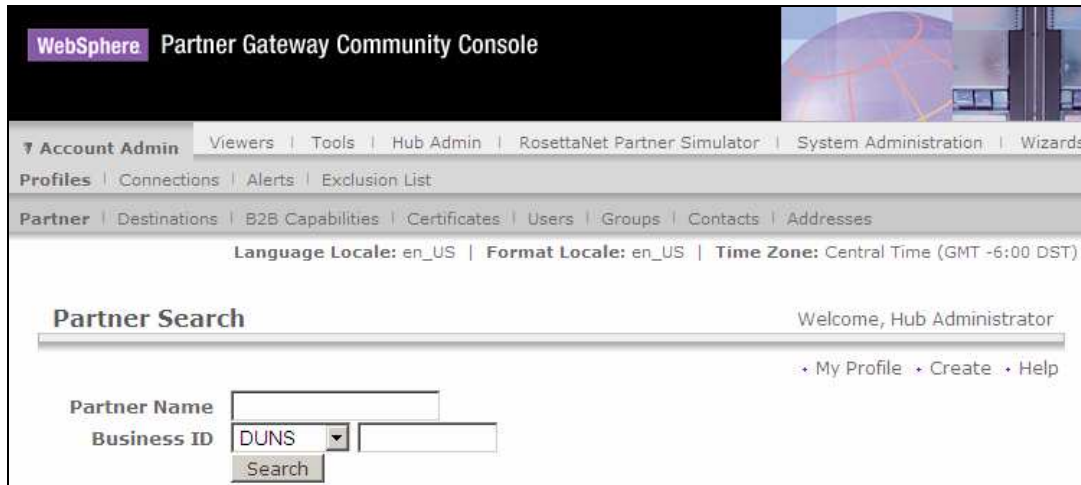 WebSphere. Partner Gateway Community Console
Account Admin Viewers | Tools | Hub Admin | RosettaNet Partner Simulator | System Administration | Wizards
Profiles | Connections | Alerts | Exclusion List
Partner | Destinations | B2B Capabilities | Certificates | Users | Groups | Contacts | Addresses
Language Locale: en_US | Format Locale: en_US | Time Zone: Central Time (GMT -6:00 DST)
Partner Search Welcome, Hub Administrator
• My Profile • Create • Help
Partner Name
Business ID DUNS
Search